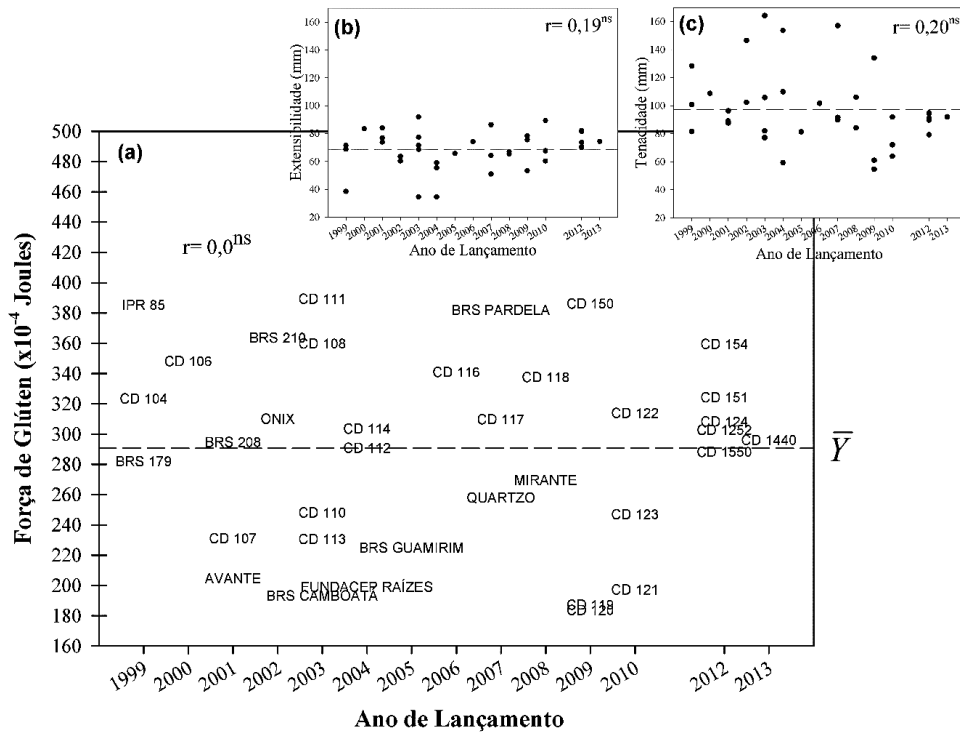 (b)
r= 0,19ns
Extensibilidade (mm)
160
140
120
100
80
60
40
20
1999
2000
2001
2002
2003
2004
2005
2006
2007
2008
2009
2010
2012
2013
Ano de Lançamento
(c)
r= 0,20ns
Tenacidade (mm)
160
140
120
100
80
60
40
20
1999
2000
2001
2002
2003
2004
2005
2006
2007
2008
2009
2010
2012
2013
Ano de Lançamento
(a)
r= 0,0ns
Força de Glúten (x10-4 Joules)
500
480
460
440
420
400
380
360
340
320
300
280
260
240
220
200
180
160
IPR 85
CD 111
BRS PARDELA
CD 150
BRS 210
CD 108
CD 154
CD 106
CD 116
CD 118
CD 104
CD 151
ONIX
CD 117
CD 122
CD 124
CD 114
CD 1252
BRS 208
CD 112
CD 1440
CD 1550
BRS 179
MIRANTE
QUARTZO
CD 110
CD 123
CD 107
CD 113
BRS GUAMIRIM
AVANTE
FUNDACEP RAÍZES
BRS CAMBOATÁ
CD 121
CD 119
CD 120
Y
1999
2000
2001
2002
2003
2004
2005
2006
2007
2008
2009
2010
2012
2013
Ano de Lançamento